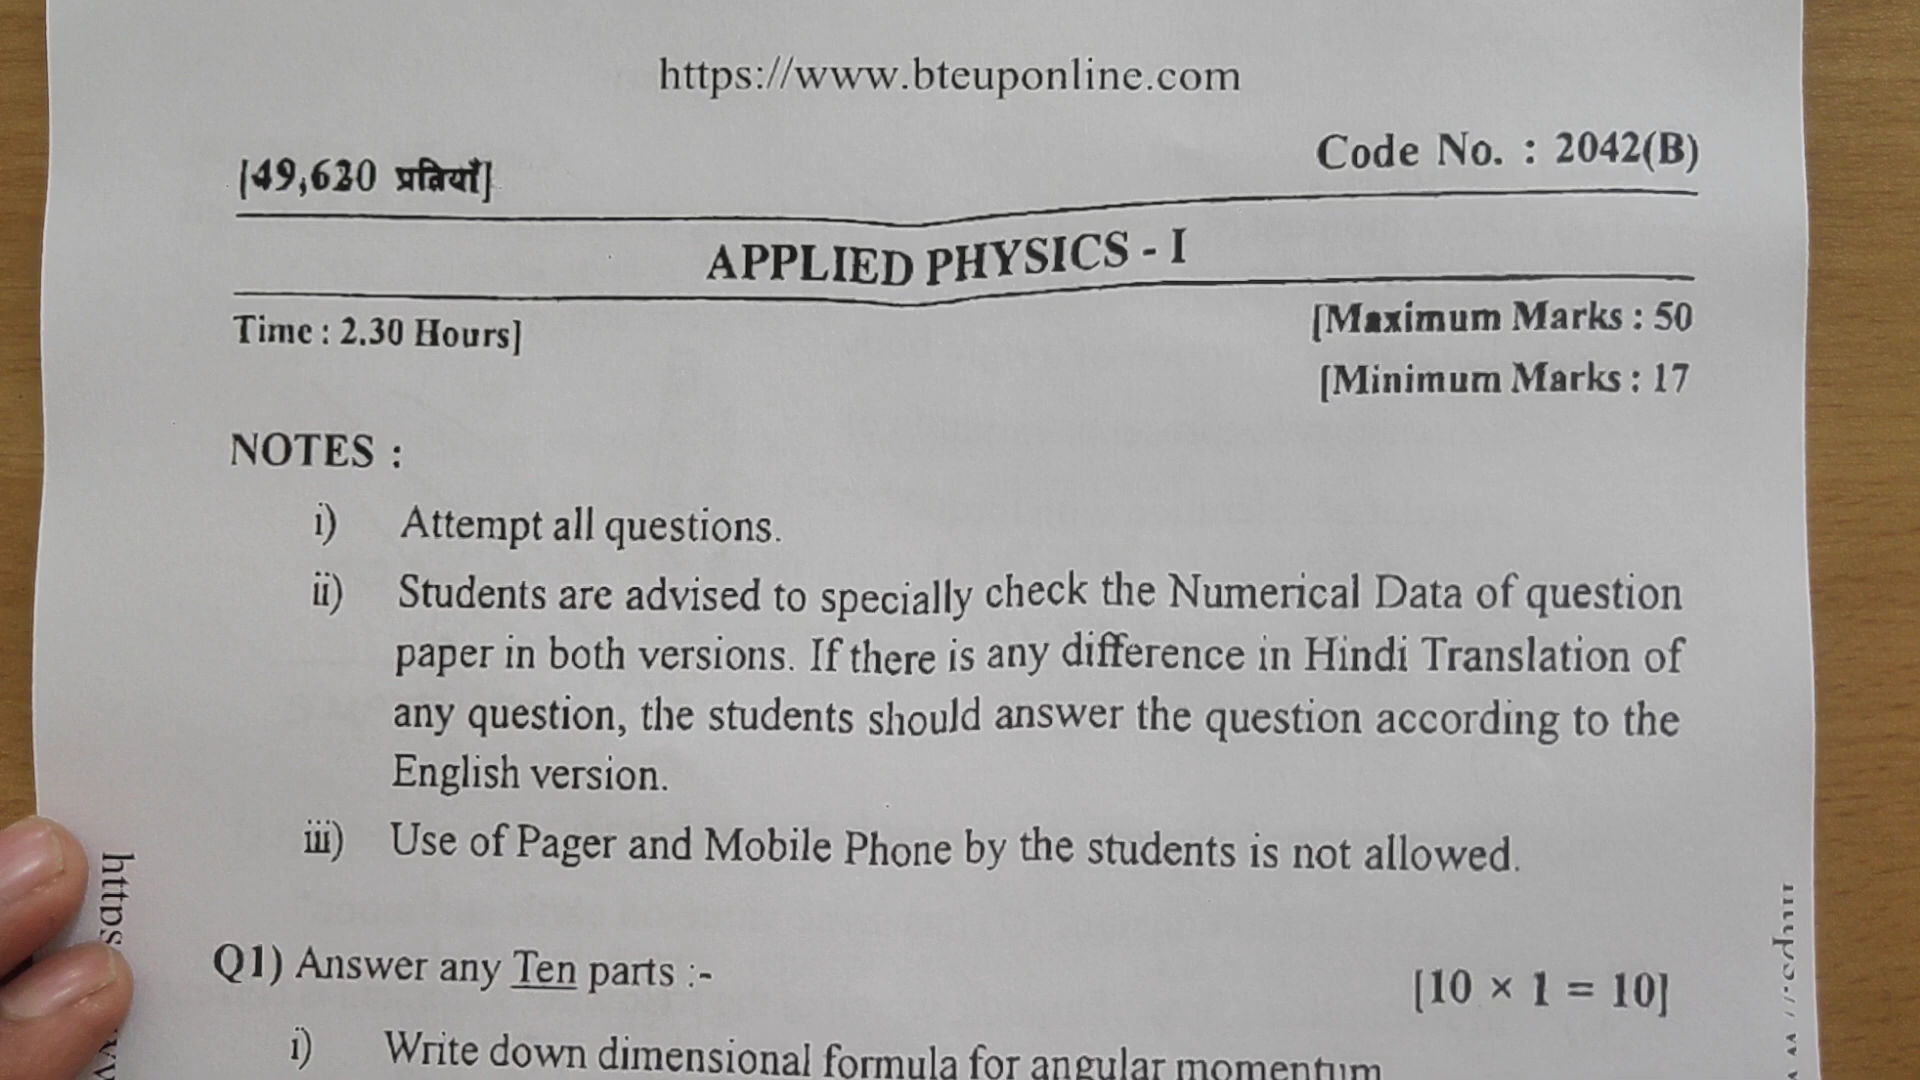 https://www.bteuponline.com
[49,630 प्रतियाँ]
Code No. : 2042(B)
APPLIED PHYSICS - I
Time : 2.30 Hours]
[Maximum Marks : 50
[Minimum Marks : 17
NOTES :
i) Attempt all questions.
ii) Students are advised to specially check the Numerical Data of question
paper in both versions. If there is any difference in Hindi Translation of
any question, the students should answer the question according to the
English version.
iii) Use of Pager and Mobile Phone by the students is not allowed.
Q1) Answer any Ten parts :-
[10 × 1 = 10]
i) Write down dimensional formula for angular momentum
https